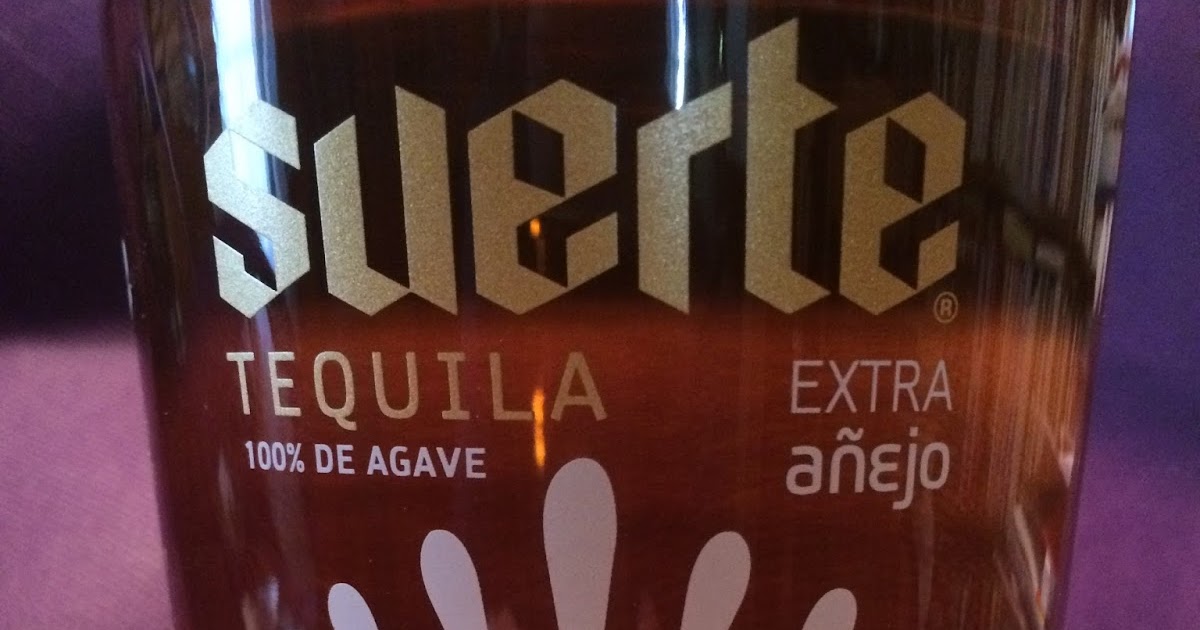 suerte®
TEQUILA
100% DE AGAVE
EXTRA
añejo